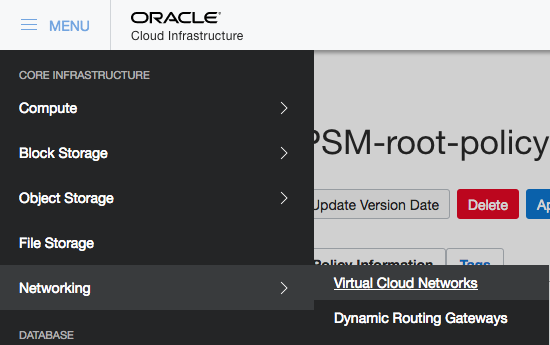 MENU
ORACLE
Cloud Infrastructure
CORE INFRASTRUCTURE
Compute
Block Storage
Object Storage
File Storage
Networking
DATABASE
PSM-root-policy
Update Version Date
Delete
Ap
Policy Information
Tags
Virtual Cloud Networks
Dynamic Routing Gateways